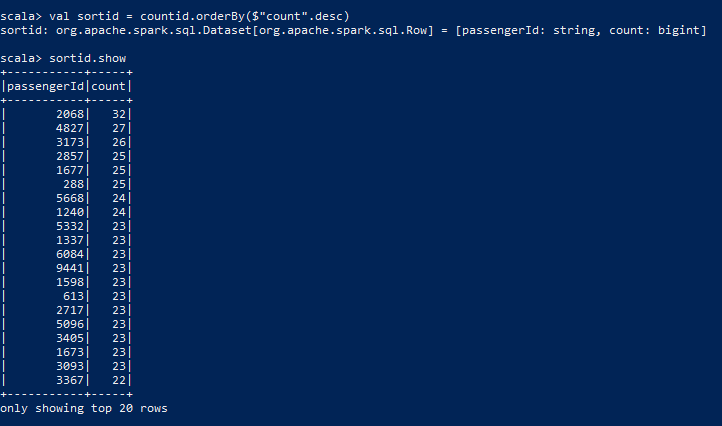 scala> val sortid = countid.orderBy($"count".desc)
sortid: org.apache.spark.sql.Dataset[org.apache.spark.sql.Row] = [passengerId: string, count: bigint]
scala> sortid.show
+-----------+-----+
|passengerId|count|
+-----------+-----+
|       2068|   32|
|       4827|   27|
|       3173|   26|
|       2857|   25|
|       1677|   25|
|        288|   25|
|       5668|   24|
|       1240|   24|
|       5332|   23|
|       1337|   23|
|       6084|   23|
|       9441|   23|
|       1598|   23|
|        613|   23|
|       2717|   23|
|       5096|   23|
|       3405|   23|
|       1673|   23|
|       3093|   23|
|       3367|   22|
+-----------+-----+
only showing top 20 rows